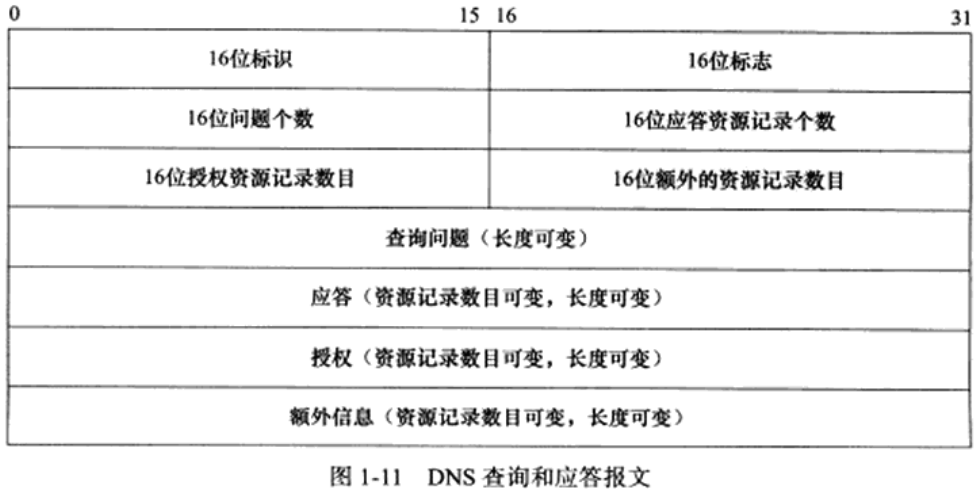 0 15 16 31
16位标识 16位标志
16位问题个数 16位应答资源记录个数
16位授权资源记录数目 16位额外的资源记录数目
查询问题（长度可变）
应答（资源记录数目可变，长度可变）
授权（资源记录数目可变，长度可变）
额外信息（资源记录数目可变，长度可变）
图 1-11 DNS 查询和应答报文